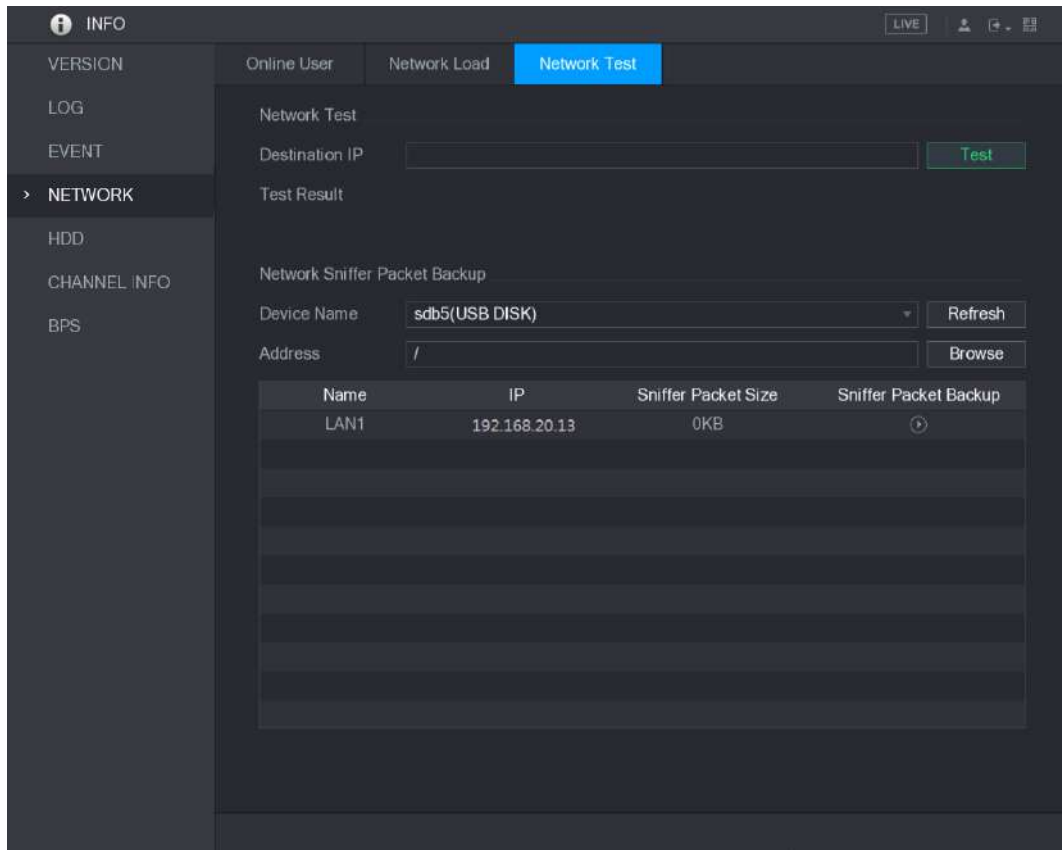 INFO
LIVE
VERSION
LOG
EVENT
NETWORK
HDD
CHANNEL INFO
BPS
Online User Network Load Network Test
Network Test
Destination IP Test
Test Result
Network Sniffer Packet Backup
Device Name sdb5(USB DISK) Refresh
Address / Browse
Name IP Sniffer Packet Size Sniffer Packet Backup
LAN1 192.168.20.13 0KB